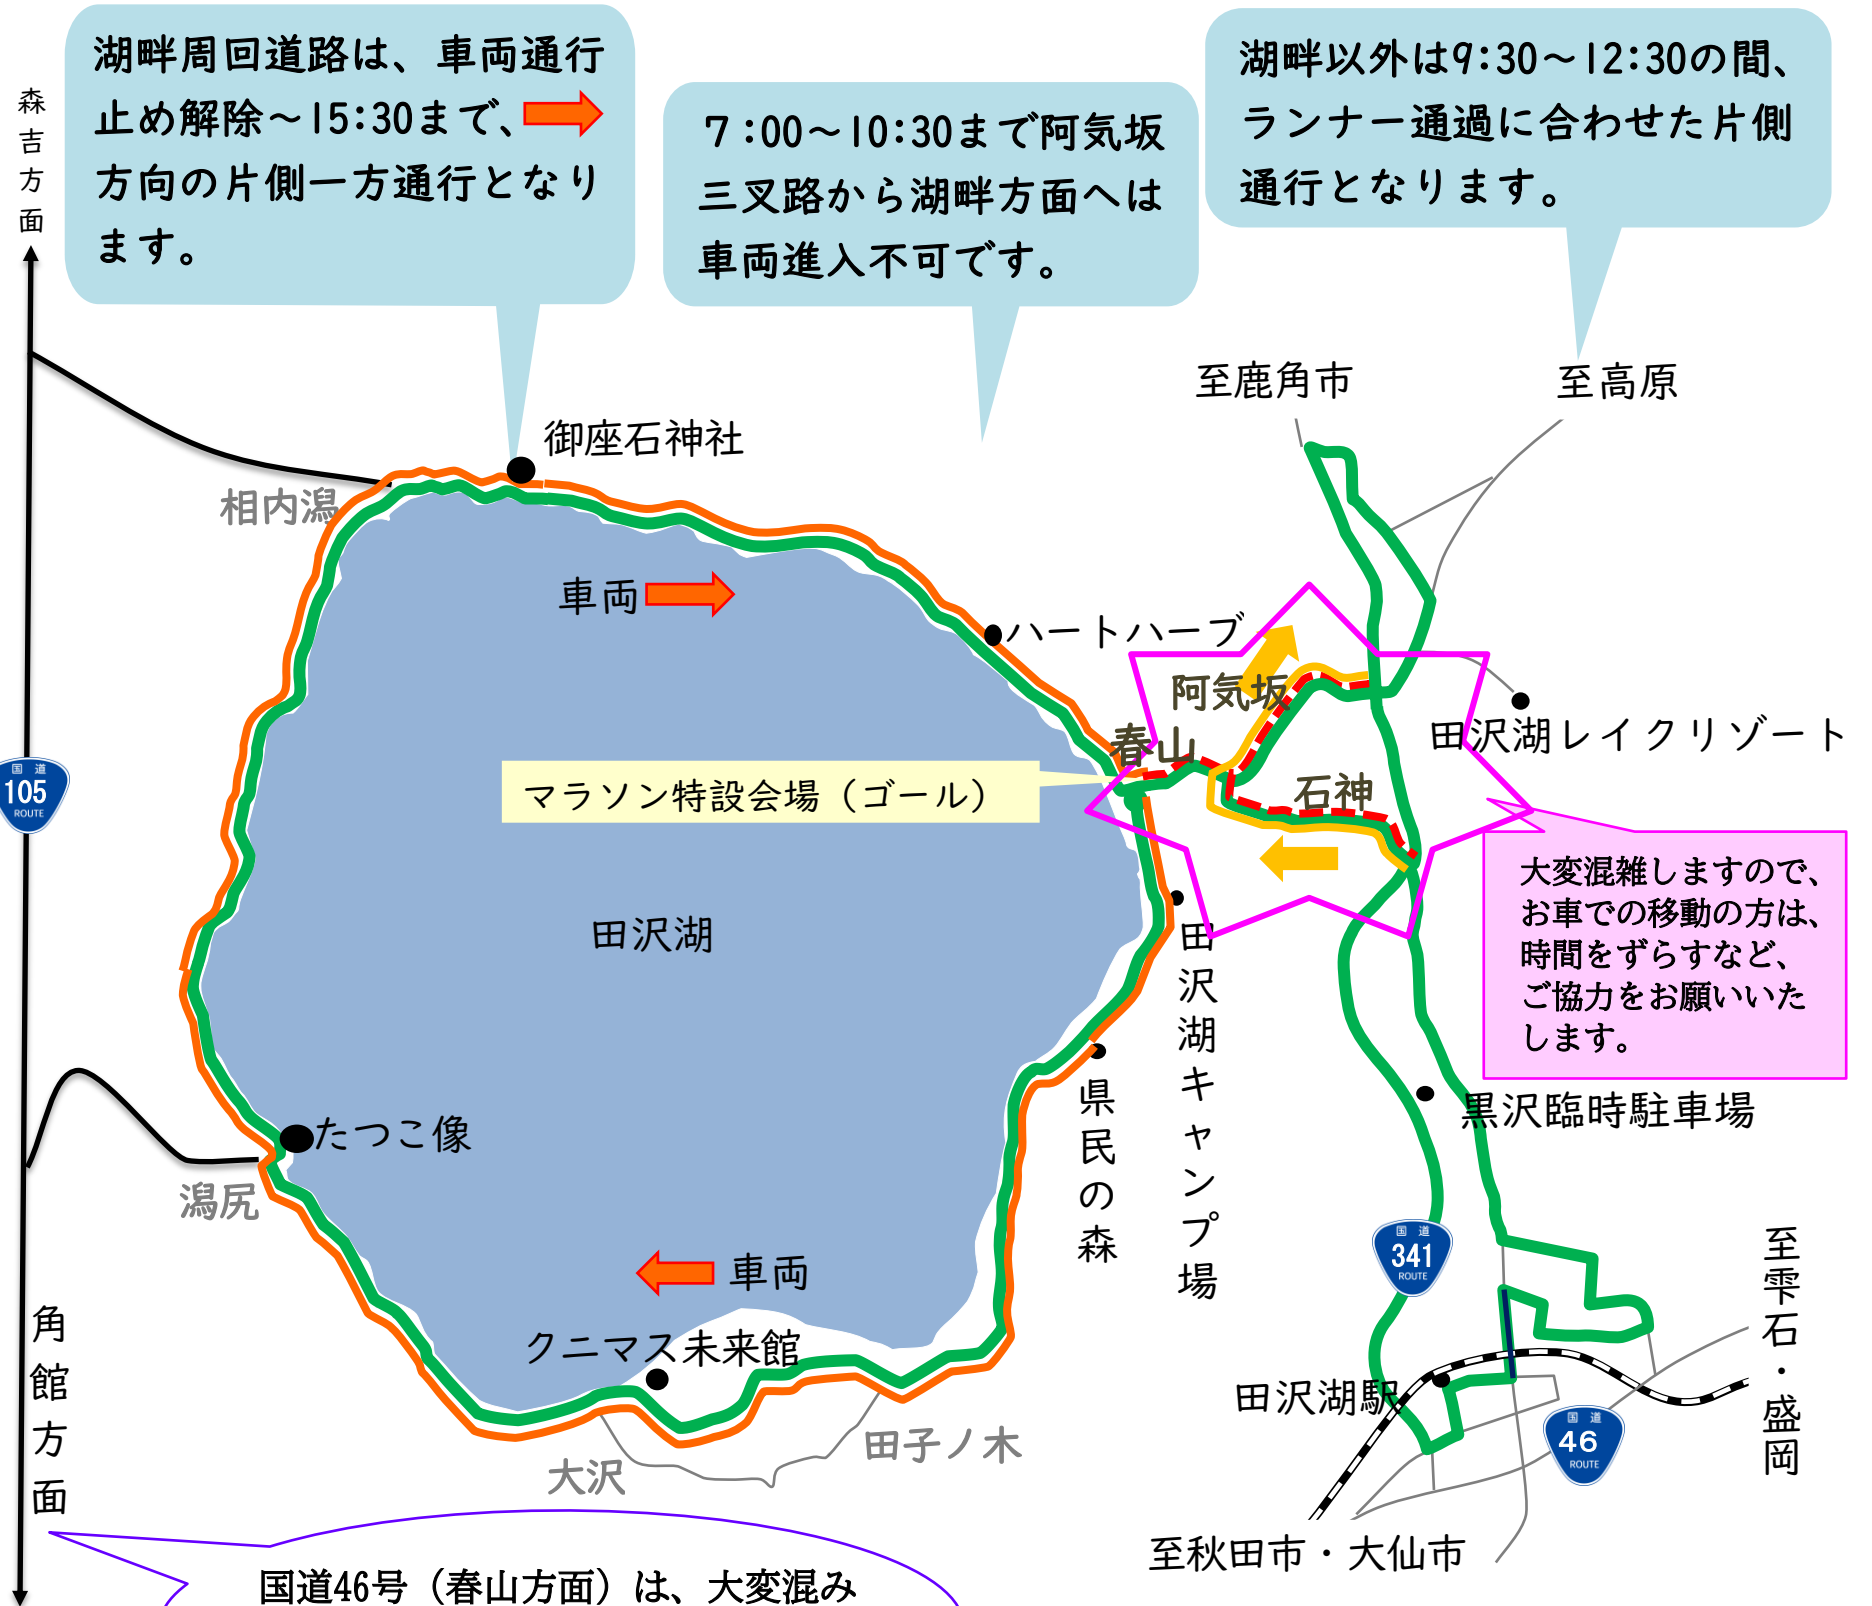 湖畔周回道路は、車両通行
止め解除～15:30まで、
方向の片側一方通行となり
ます。
7:00～10:30まで阿気坂
三叉路から湖畔方面へは
車両進入不可です。
湖畔以外は9:30～12:30の間、
ランナー通過に合わせた片側
通行となります。
森吉方面
至鹿角市
至高原
御座石神社
相内潟
車両
ハートハーブ
阿気坂
春山
田沢湖レイクリゾート
国道
105
ROUTE
マラソン特設会場（ゴール）
石神
大変混雑しますので、
お車での移動の方は、
時間をずらすなど、
ご協力をお願いいた
します。
田沢湖
田沢湖キャンプ場
県民の森
黒沢臨時駐車場
たつこ像
潟尻
国道
341
ROUTE
至雫石・盛岡
車両
角館方面
クニマス未来館
田沢湖駅
国道
46
ROUTE
田子ノ木
大沢
至秋田市・大仙市
国道46号（春山方面）は、大変混み